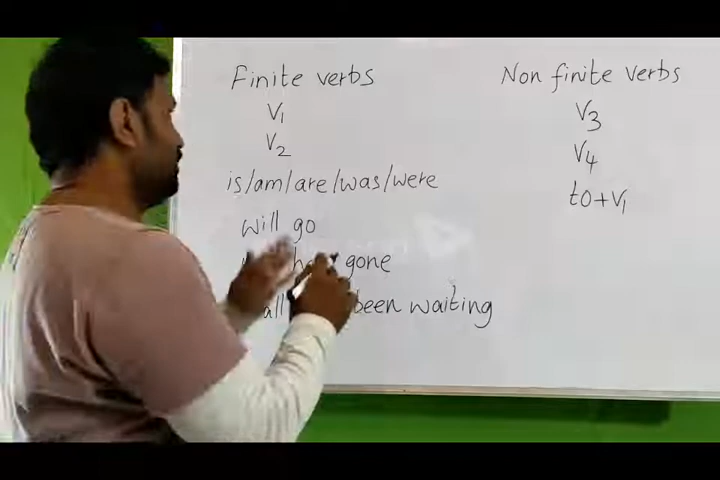 Finite verbs
V1
V2
is/am/are/was/were
will go
gone
been waiting
Non finite verbs
V3
V4
to+V1